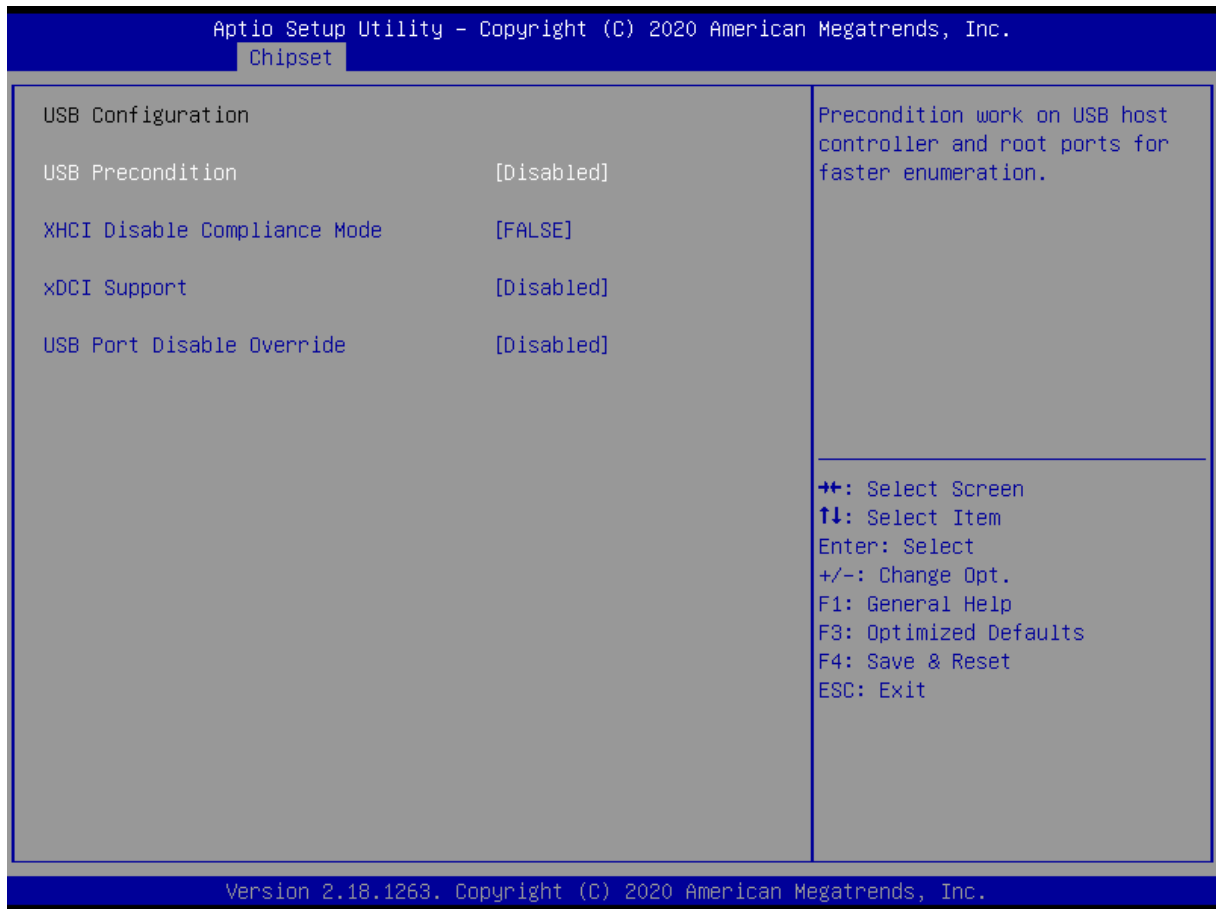 Aptio Setup Utility – Copyright (C) 2020 American Megatrends, Inc.
Chipset
USB Configuration
USB Precondition [Disabled]
XHCI Disable Compliance Mode [FALSE]
xDCI Support [Disabled]
USB Port Disable Override [Disabled]
Precondition work on USB host
controller and root ports for
faster enumeration.
→←: Select Screen
↑↓: Select Item
Enter: Select
+/-: Change Opt.
F1: General Help
F3: Optimized Defaults
F4: Save & Reset
ESC: Exit
Version 2.18.1263. Copyright (C) 2020 American Megatrends, Inc.